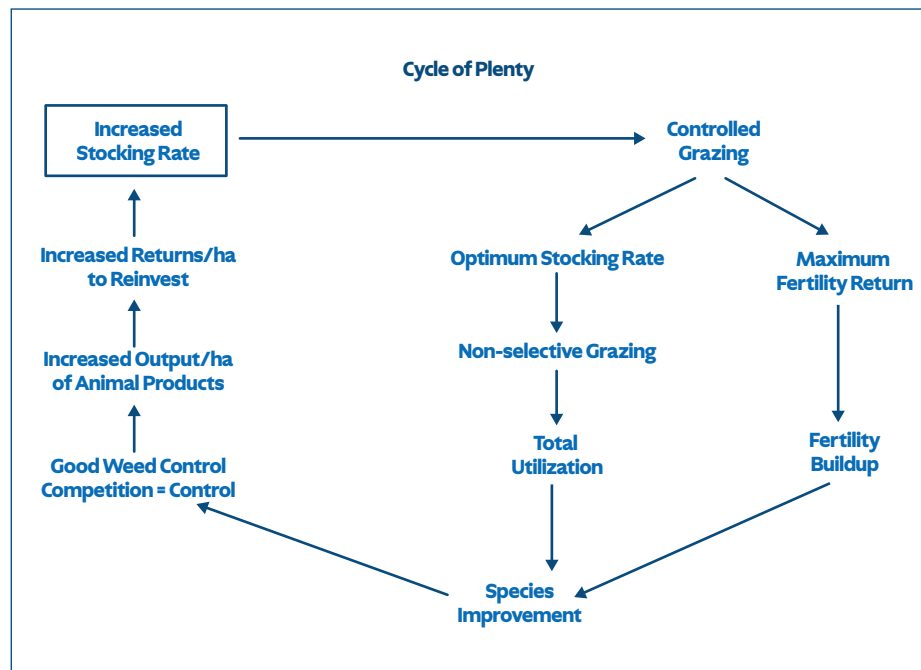 Cycle of Plenty
Increased
Stocking Rate
Controlled
Grazing
Increased Returns/ha
to Reinvest
Optimum Stocking Rate
Maximum
Fertility Return
Non-selective Grazing
Increased Output/ha
of Animal Products
Total
Utilization
Fertility
Buildup
Good Weed Control
Competition = Control
Species
Improvement